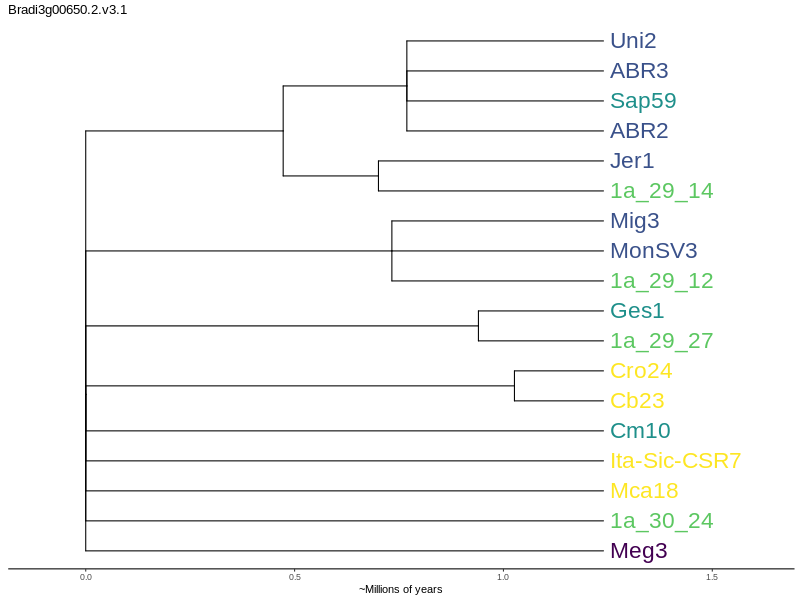 Bradi3g00650.2.v3.1
Uni2
ABR3
Sap59
ABR2
Jer1
1a_29_14
Mig3
MonSV3
1a_29_12
Ges1
1a_29_27
Cro24
Cb23
Cm10
Ita-Sic-CSR7
Mca18
1a_30_24
Meg3
0.0 0.5 1.0 1.5
~Millions of years